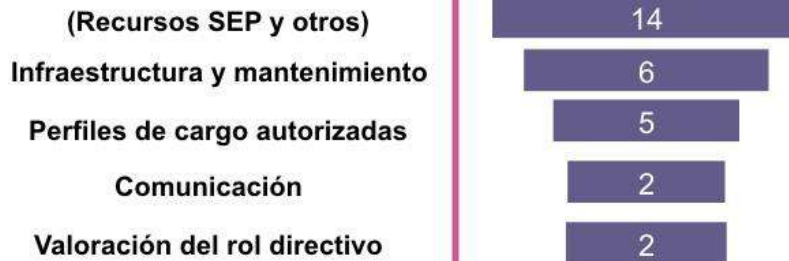 (Recursos SEP y otros) 14
Infraestructura y mantenimiento 6
Perfiles de cargo autorizadas 5
Comunicación 2
Valoración del rol directivo 2